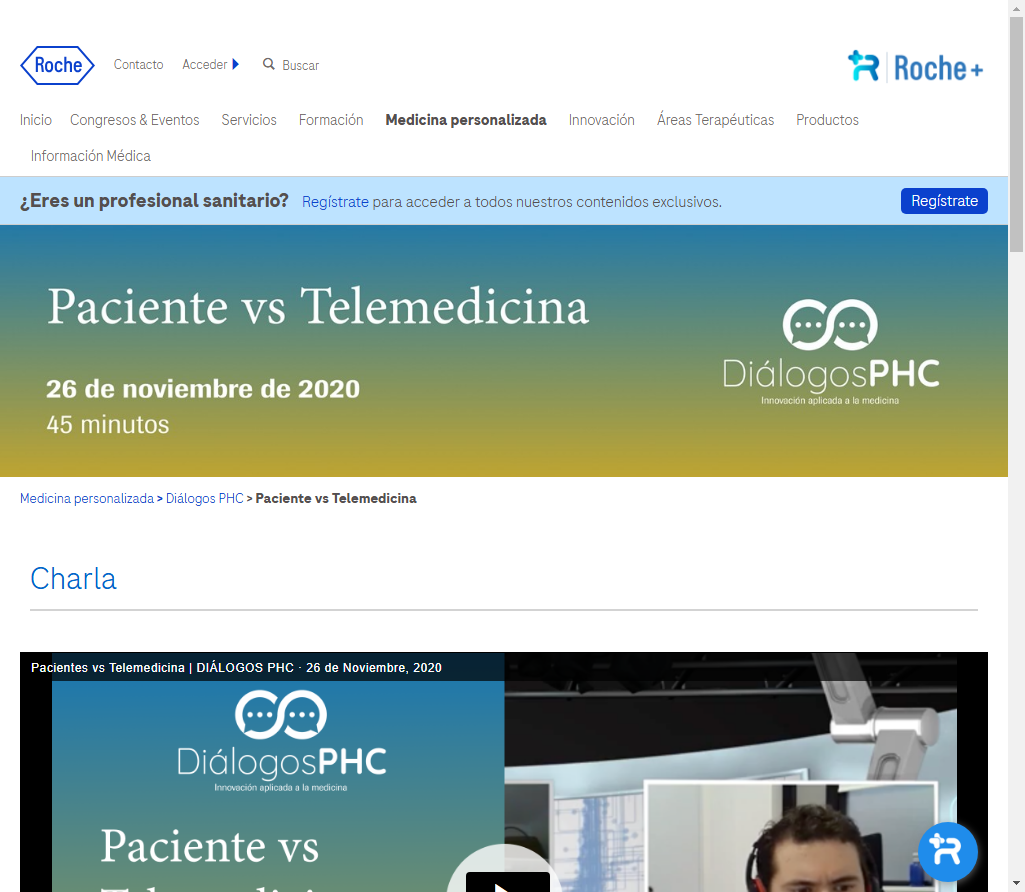 Roche
Contacto
Acceder
Buscar
Roche+
Inicio
Congresos & Eventos
Servicios
Formación
Medicina personalizada
Innovación
Áreas Terapéuticas
Productos
Información Médica
¿Eres un profesional sanitario? Regístrate para acceder a todos nuestros contenidos exclusivos.
Regístrate
Paciente vs Telemedicina
26 de noviembre de 2020
45 minutos
DiálogosPHC
Innovación aplicada a la medicina
Medicina personalizada > Diálogos PHC > Paciente vs Telemedicina
Charla
Pacientes vs Telemedicina | DIÁLOGOS PHC · 26 de Noviembre, 2020
DiálogosPHC
Innovación aplicada a la medicina
Paciente vs